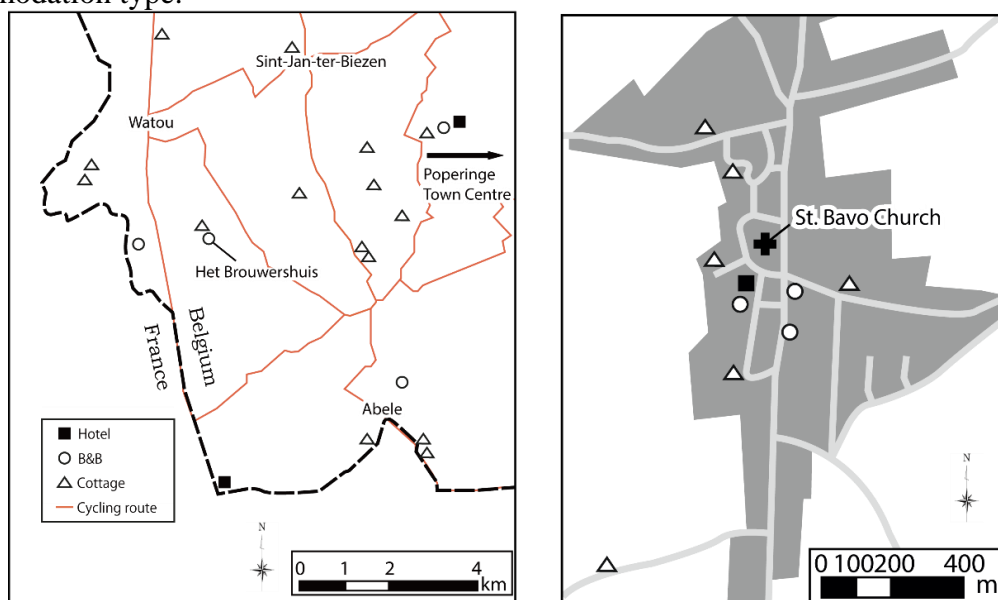 nodation type.
Sint-Jan-ter-Biezen
Watou
Poperinge
Town Centre
Het Brouwershuis
France
Belgium
Abele
Hotel
B&B
Cottage
Cycling route
N
0 1 2 4
km
St. Bavo Church
N
0 100200 400
m